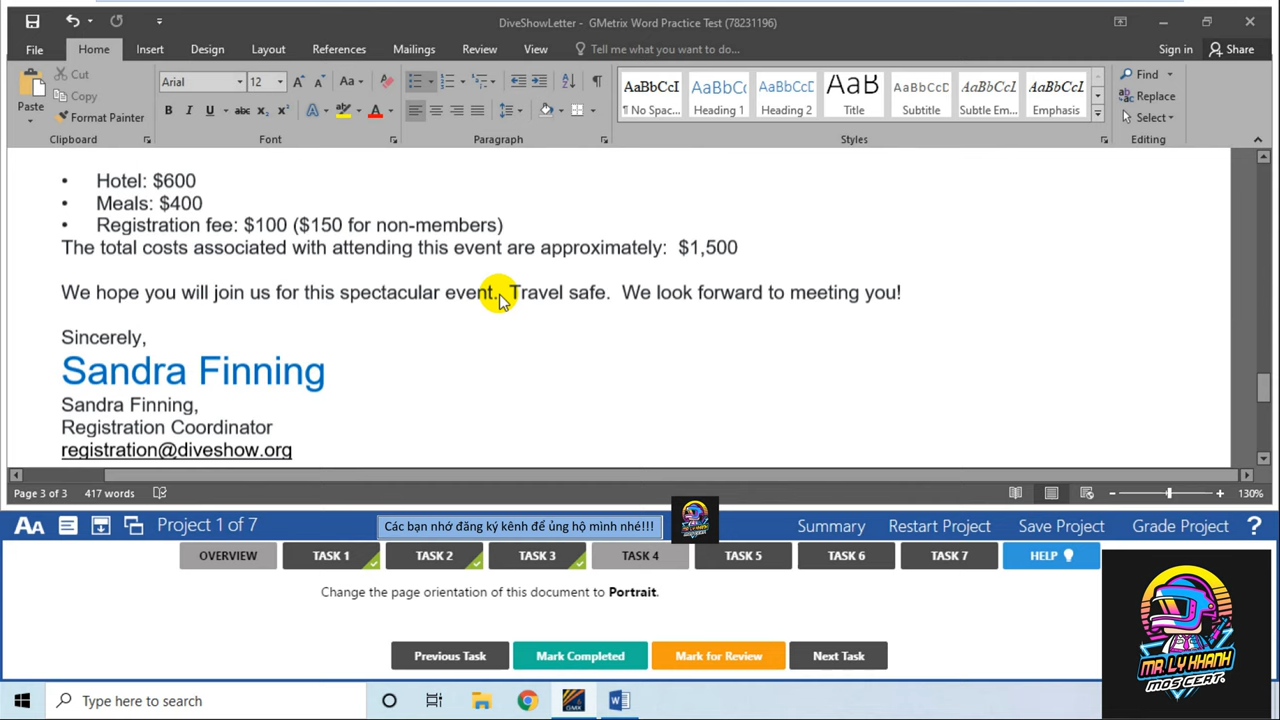 DiveShowLetter - GMetrix Word Practice Test (78231196)
File Home Insert Design Layout References Mailings Review View Tell me what you want to do... Sign in Share
Paste
Cut
Copy
Format Painter
Clipboard
Arial 12
Font
Paragraph
AaBbCcI AaBbC AaBbCc AaB AaBbCcD AaBbCcI AaBbCcI
¶ No Spac... Heading 1 Heading 2 Title Subtitle Subtle Em... Emphasis
Styles
Find
Replace
Select
Editing
• Hotel: $600
• Meals: $400
• Registration fee: $100 ($150 for non-members)
The total costs associated with attending this event are approximately: $1,500
We hope you will join us for this spectacular event. Travel safe. We look forward to meeting you!
Sincerely,
Sandra Finning
Sandra Finning,
Registration Coordinator
registration@diveshow.org
Page 3 of 3 417 words 130%
Project 1 of 7 Các bạn nhớ đăng ký kênh để ủng hộ mình nhé!!! Summary Restart Project Save Project Grade Project ?
OVERVIEW TASK 1 TASK 2 TASK 3 TASK 4 TASK 5 TASK 6 TASK 7 HELP
Change the page orientation of this document to Portrait.
Previous Task Mark Completed Mark for Review Next Task
MR. LY KHANH
MOS CERT.
Type here to search